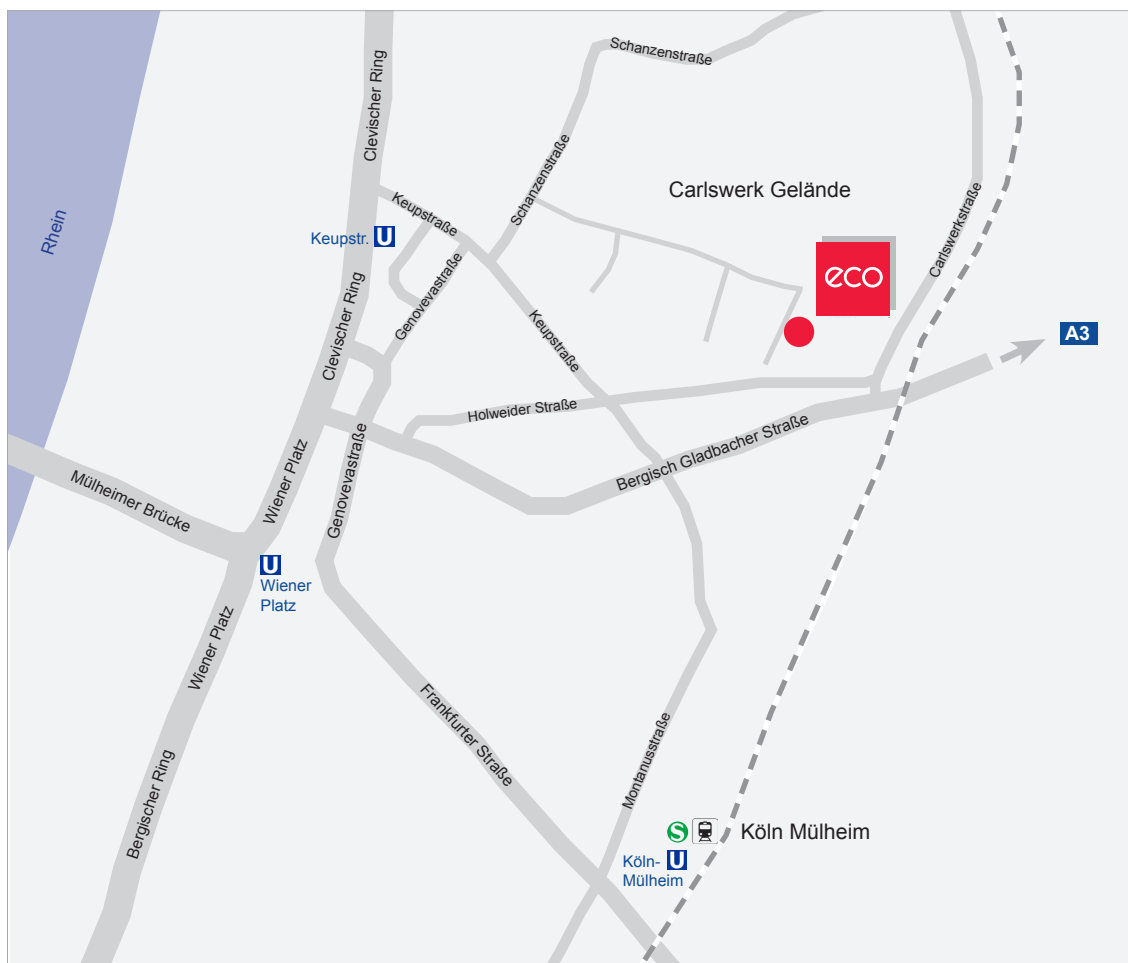 Schanzenstraße
Clevischer Ring
Schanzenstraße
Carlswerk Gelände
Keupstraße
Carlswerkstraße
Rhein
Keupstr. U
eco
Genovevastraße
Keupstraße
Clevischer Ring
A3
Holweider Straße
Bergisch Gladbacher Straße
Wiener Platz
Genovevastraße
Mülheimer Brücke
U
Wiener
Platz
Wiener Platz
Frankfurter Straße
Montanusstraße
Bergischer Ring
S
Köln Mülheim
Köln- U
Mülheim